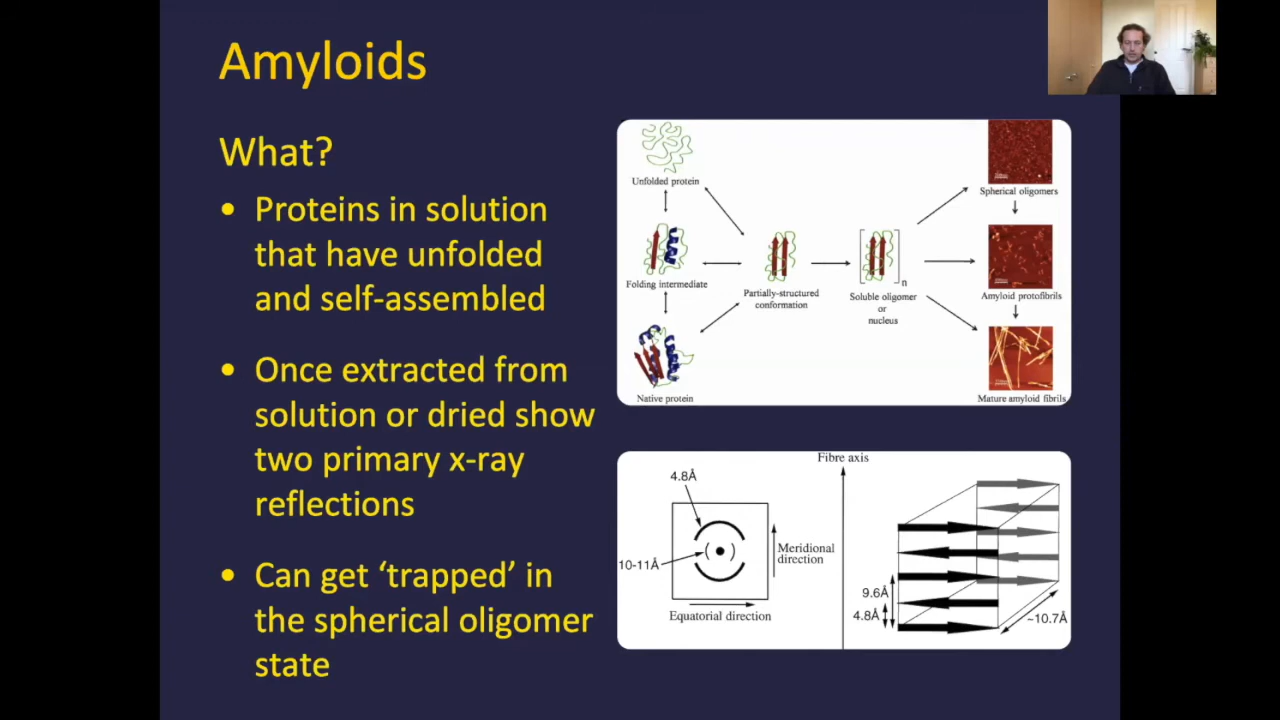 Amyloids
What?
• Proteins in solution
that have unfolded
and self-assembled
• Once extracted from
solution or dried show
two primary x-ray
reflections
• Can get ‘trapped’ in
the spherical oligomer
state
Unfolded protein
Folding intermediate
Native protein
Partially-structured
conformation
n
Soluble oligomer
or
nucleus
Spherical oligomers
Amyloid protofibrils
Mature amyloid fibrils
4.8Å
10-11Å
Meridional
direction
Equatorial direction
Fibre axis
9.6Å
4.8Å
~10.7Å